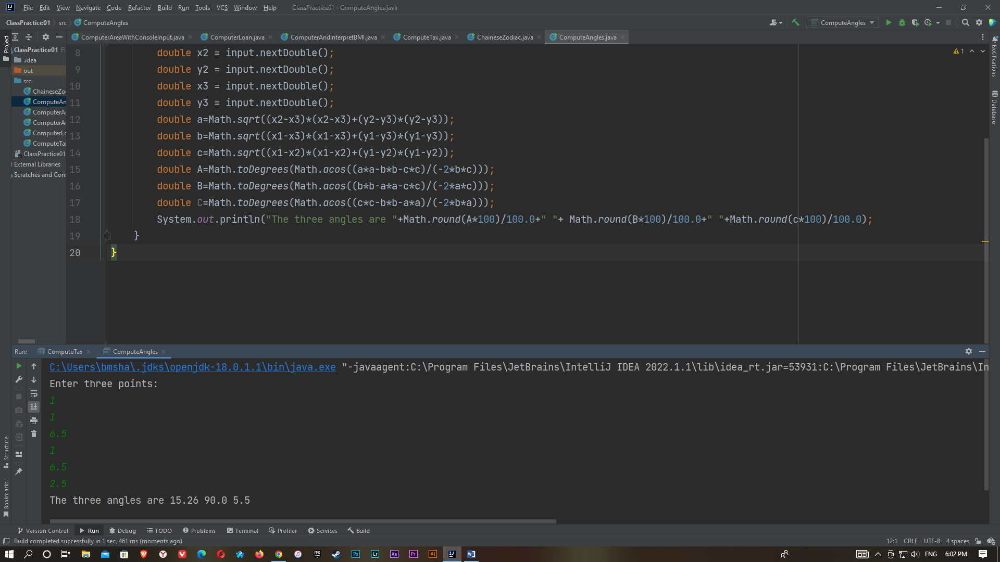 File Edit View Navigate Code Refactor Build Run Tools VCS Window Help ClassPractice01 - ComputeAngles.java
ClassPractice01 src ComputeAngles
ComputeAngles
Project
ComputerAreaWithConsoleInput.java ComputerLoan.java ComputerAndInterpretBMI.java ComputeTax.java ChaineseZodiac.java ComputeAngles.java
ClassPractice01 F:
.idea
out
src
ChaineseZo
ComputeAn
ComputerAr
ComputerAr
ComputerLo
ComputeTax
ClassPractice01
External Libraries
Scratches and Cons
8 double x2 = input.nextDouble();
9 double y2 = input.nextDouble();
10 double x3 = input.nextDouble();
11 double y3 = input.nextDouble();
12 double a=Math.sqrt((x2-x3)*(x2-x3)+(y2-y3)*(y2-y3));
13 double b=Math.sqrt((x1-x3)*(x1-x3)+(y1-y3)*(y1-y3));
14 double c=Math.sqrt((x1-x2)*(x1-x2)+(y1-y2)*(y1-y2));
15 double A=Math.toDegrees(Math.acos((a*a-b*b-c*c)/(-2*b*c)));
16 double B=Math.toDegrees(Math.acos((b*b-a*a-c*c)/(-2*a*c)));
17 double C=Math.toDegrees(Math.acos((c*c-b*b-a*a)/(-2*b*a)));
18 System.out.println("The three angles are "+Math.round(A*100)/100.0+" "+ Math.round(B*100)/100.0+" "+Math.round(c*100)/100.0);
19 }
20 }
1
Notifications
Database
Run: ComputeTax ComputeAngles
C:\Users\bmsha\.jdks\openjdk-18.0.1.1\bin\java.exe "-javaagent:C:\Program Files\JetBrains\IntelliJ IDEA 2022.1.1\lib\idea_rt.jar=53931:C:\Program Files\JetBrains\In
Enter three points:
1
1
6.5
1
6.5
2.5
The three angles are 15.26 90.0 5.5
Structure
Bookmarks
Version Control Run Debug TODO Problems Terminal Profiler Services Build
Build completed successfully in 1 sec, 461 ms (moments ago) 12:1 CRLF UTF-8 4 spaces
IJ
EPIC
Ps Lr Ae Pr Ai IJ W ENG 6:02 PM